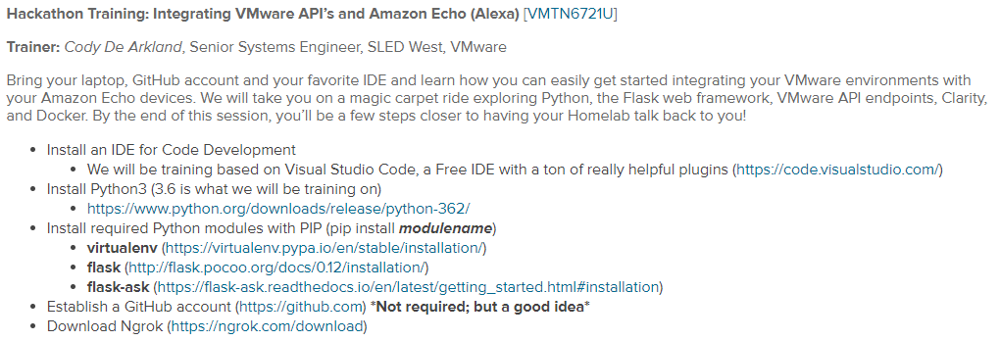 Hackathon Training: Integrating VMware API's and Amazon Echo (Alexa) [VMTN6721U]
Trainer: Cody De Arkland, Senior Systems Engineer, SLED West, VMware
Bring your laptop, GitHub account and your favorite IDE and learn how you can easily get started integrating your VMware environments with
your Amazon Echo devices. We will take you on a magic carpet ride exploring Python, the Flask web framework, VMware API endpoints, Clarity,
and Docker. By the end of this session, you'll be a few steps closer to having your Homelab talk back to you!
• Install an IDE for Code Development
• We will be training based on Visual Studio Code, a Free IDE with a ton of really helpful plugins (https://code.visualstudio.com/)
• Install Python3 (3.6 is what we will be training on)
• https://www.python.org/downloads/release/python-362/
• Install required Python modules with PIP (pip install modulename)
• virtualenv (https://virtualenv.pypa.io/en/stable/installation/)
• flask (http://flask.pocoo.org/docs/0.12/installation/)
• flask-ask (https://flask-ask.readthedocs.io/en/latest/getting_started.html#installation)
• Establish a GitHub account (https://github.com) *Not required; but a good idea*
• Download Ngrok (https://ngrok.com/download)